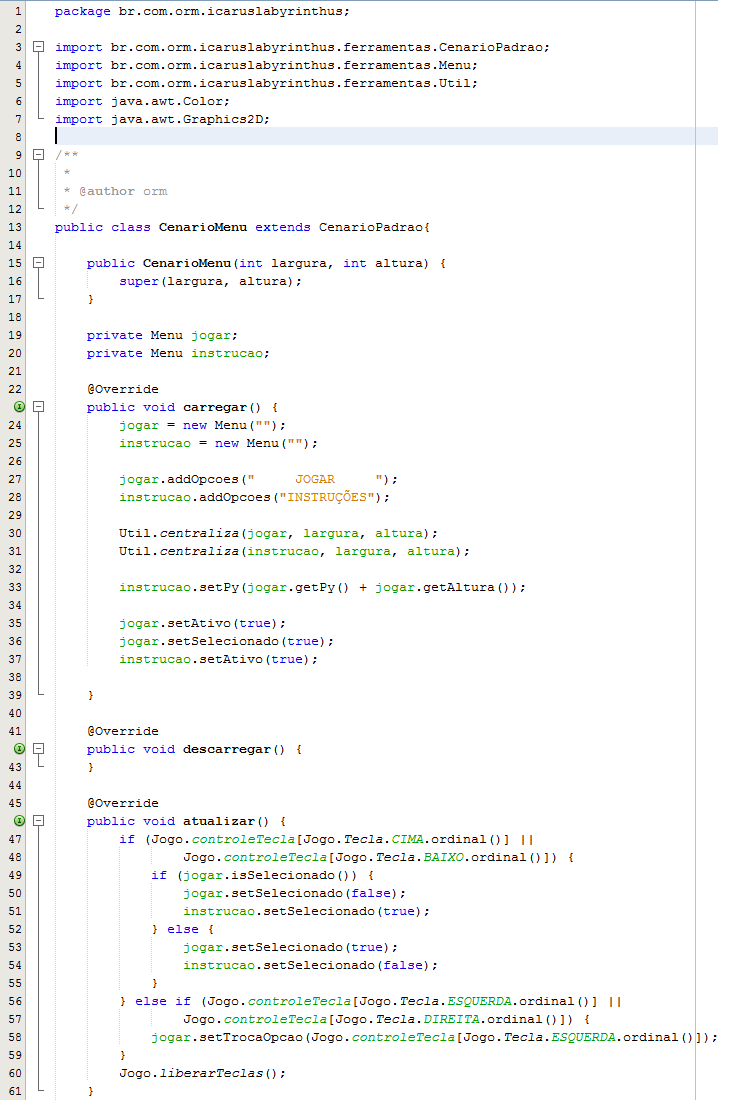 1 package br.com.orm.icaruslabyrinthus;
2
3 import br.com.orm.icaruslabyrinthus.ferramentas.CenarioPadrao;
4 import br.com.orm.icaruslabyrinthus.ferramentas.Menu;
5 import br.com.orm.icaruslabyrinthus.ferramentas.Util;
6 import java.awt.Color;
7 import java.awt.Graphics2D;
8
9 /**
10  *
11  * @author orm
12  */
13 public class CenarioMenu extends CenarioPadrao{
14
15     public CenarioMenu(int largura, int altura) {
16         super(largura, altura);
17     }
18
19     private Menu jogar;
20     private Menu instrucao;
21
22     @Override
    public void carregar() {
24         jogar = new Menu("");
25         instrucao = new Menu("");
26
27         jogar.addOpcoes("     JOGAR     ");
28         instrucao.addOpcoes("INSTRUÇÕES");
29
30         Util.centraliza(jogar, largura, altura);
31         Util.centraliza(instrucao, largura, altura);
32
33         instrucao.setPy(jogar.getPy() + jogar.getAltura());
34
35         jogar.setAtivo(true);
36         jogar.setSelecionado(true);
37         instrucao.setAtivo(true);
38
39     }
40
41     @Override
    public void descarregar() {
43     }
44
45     @Override
    public void atualizar() {
47         if (Jogo.controleTecla[Jogo.Tecla.CIMA.ordinal()] ||
48                 Jogo.controleTecla[Jogo.Tecla.BAIXO.ordinal()]) {
49             if (jogar.isSelecionado()) {
50                 jogar.setSelecionado(false);
51                 instrucao.setSelecionado(true);
52             } else {
53                 jogar.setSelecionado(true);
54                 instrucao.setSelecionado(false);
55             }
56         } else if (Jogo.controleTecla[Jogo.Tecla.ESQUERDA.ordinal()] ||
57                 Jogo.controleTecla[Jogo.Tecla.DIREITA.ordinal()]) {
58             jogar.setTrocaOpcao(Jogo.controleTecla[Jogo.Tecla.ESQUERDA.ordinal()]);
59         }
60         Jogo.liberarTeclas();
61     }